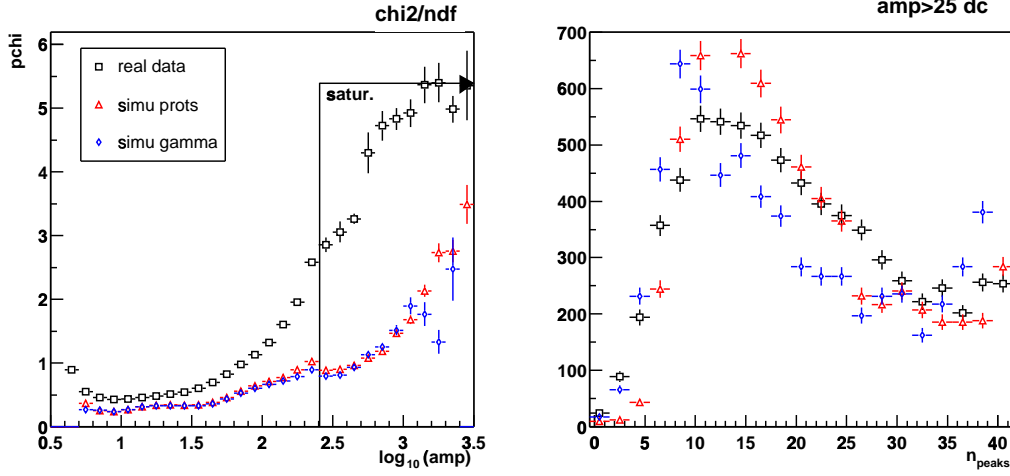 chi2/ndf
pchi
6
5
4
3
2
1
0
real data
simu prots
simu gamma
satur.
0.5 1 1.5 2 2.5 3 3.5
log10(amp)
amp>25 dc
700
600
500
400
300
200
100
0
0 5 10 15 20 25 30 35 40
npeaks